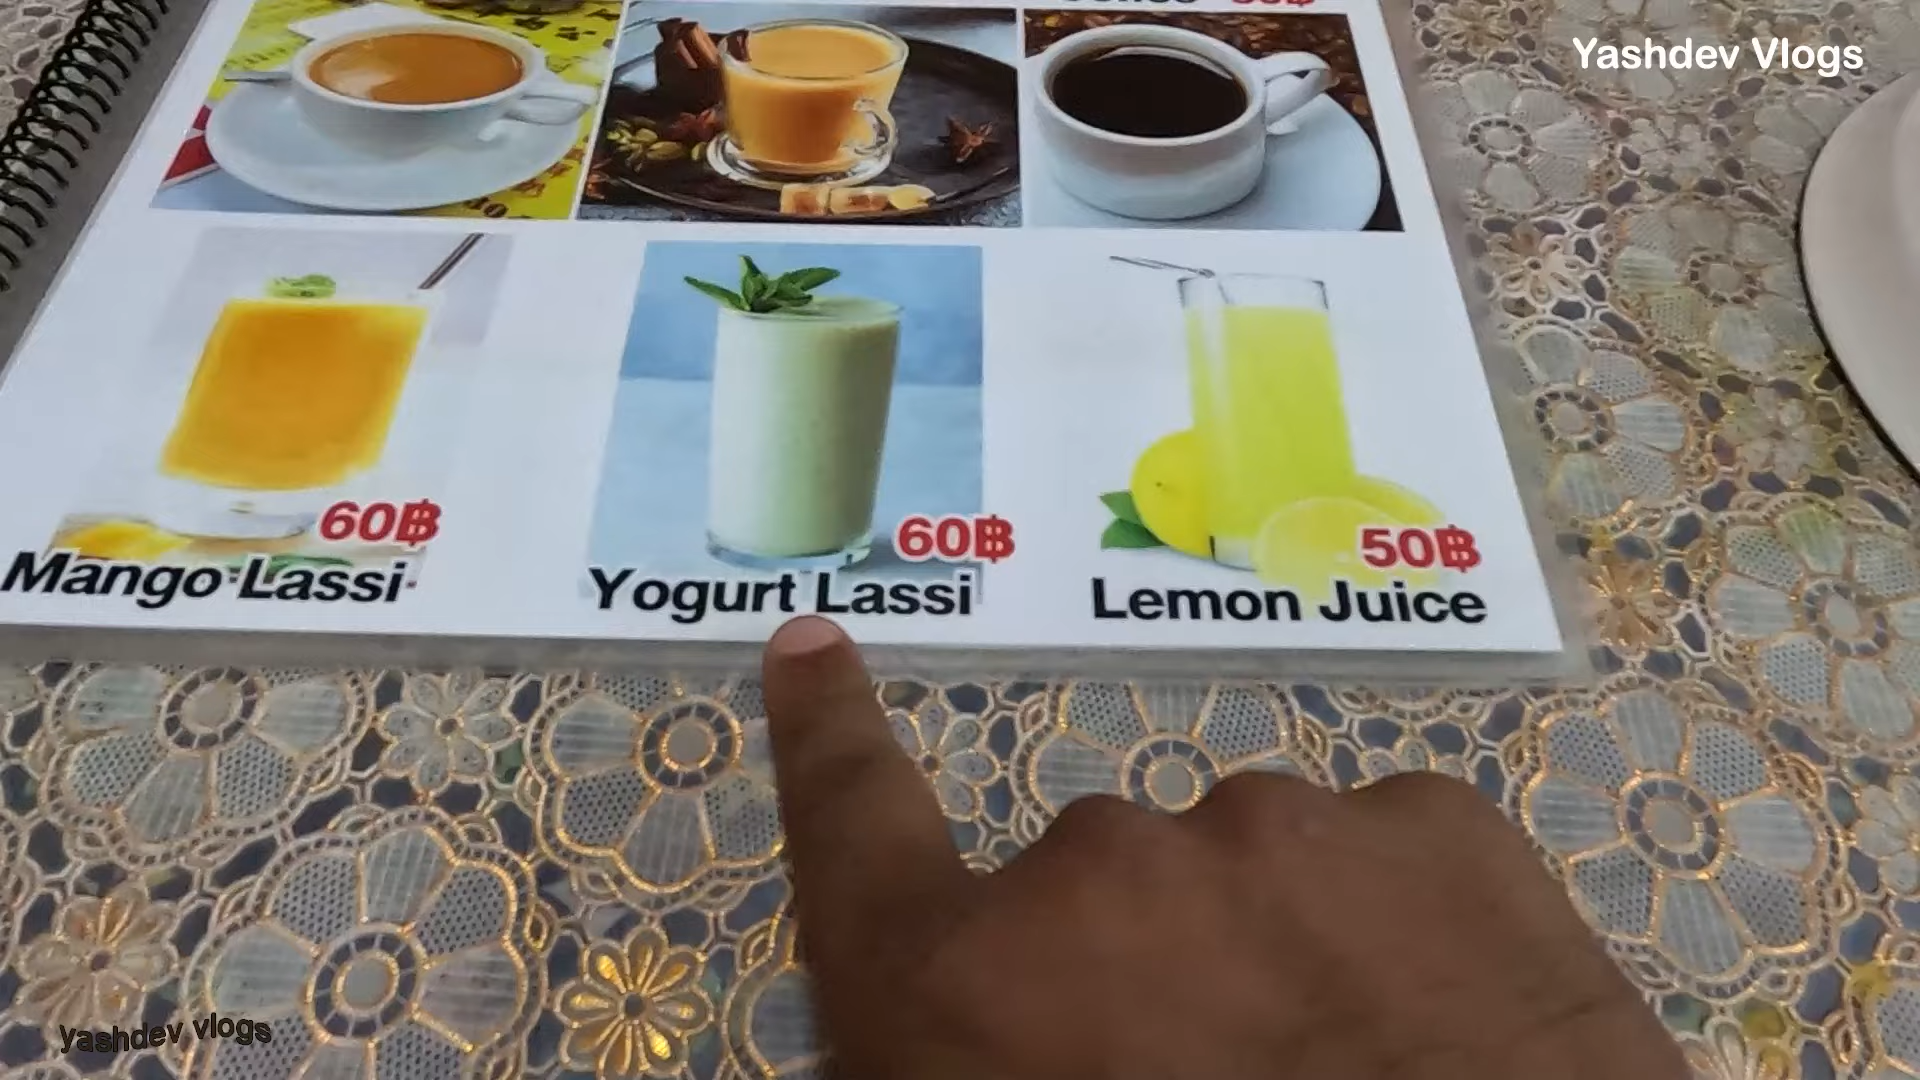 Yashdev Vlogs
60฿
60฿
50฿
Mango Lassi
Yogurt Lassi
Lemon Juice
yashdev vlogs